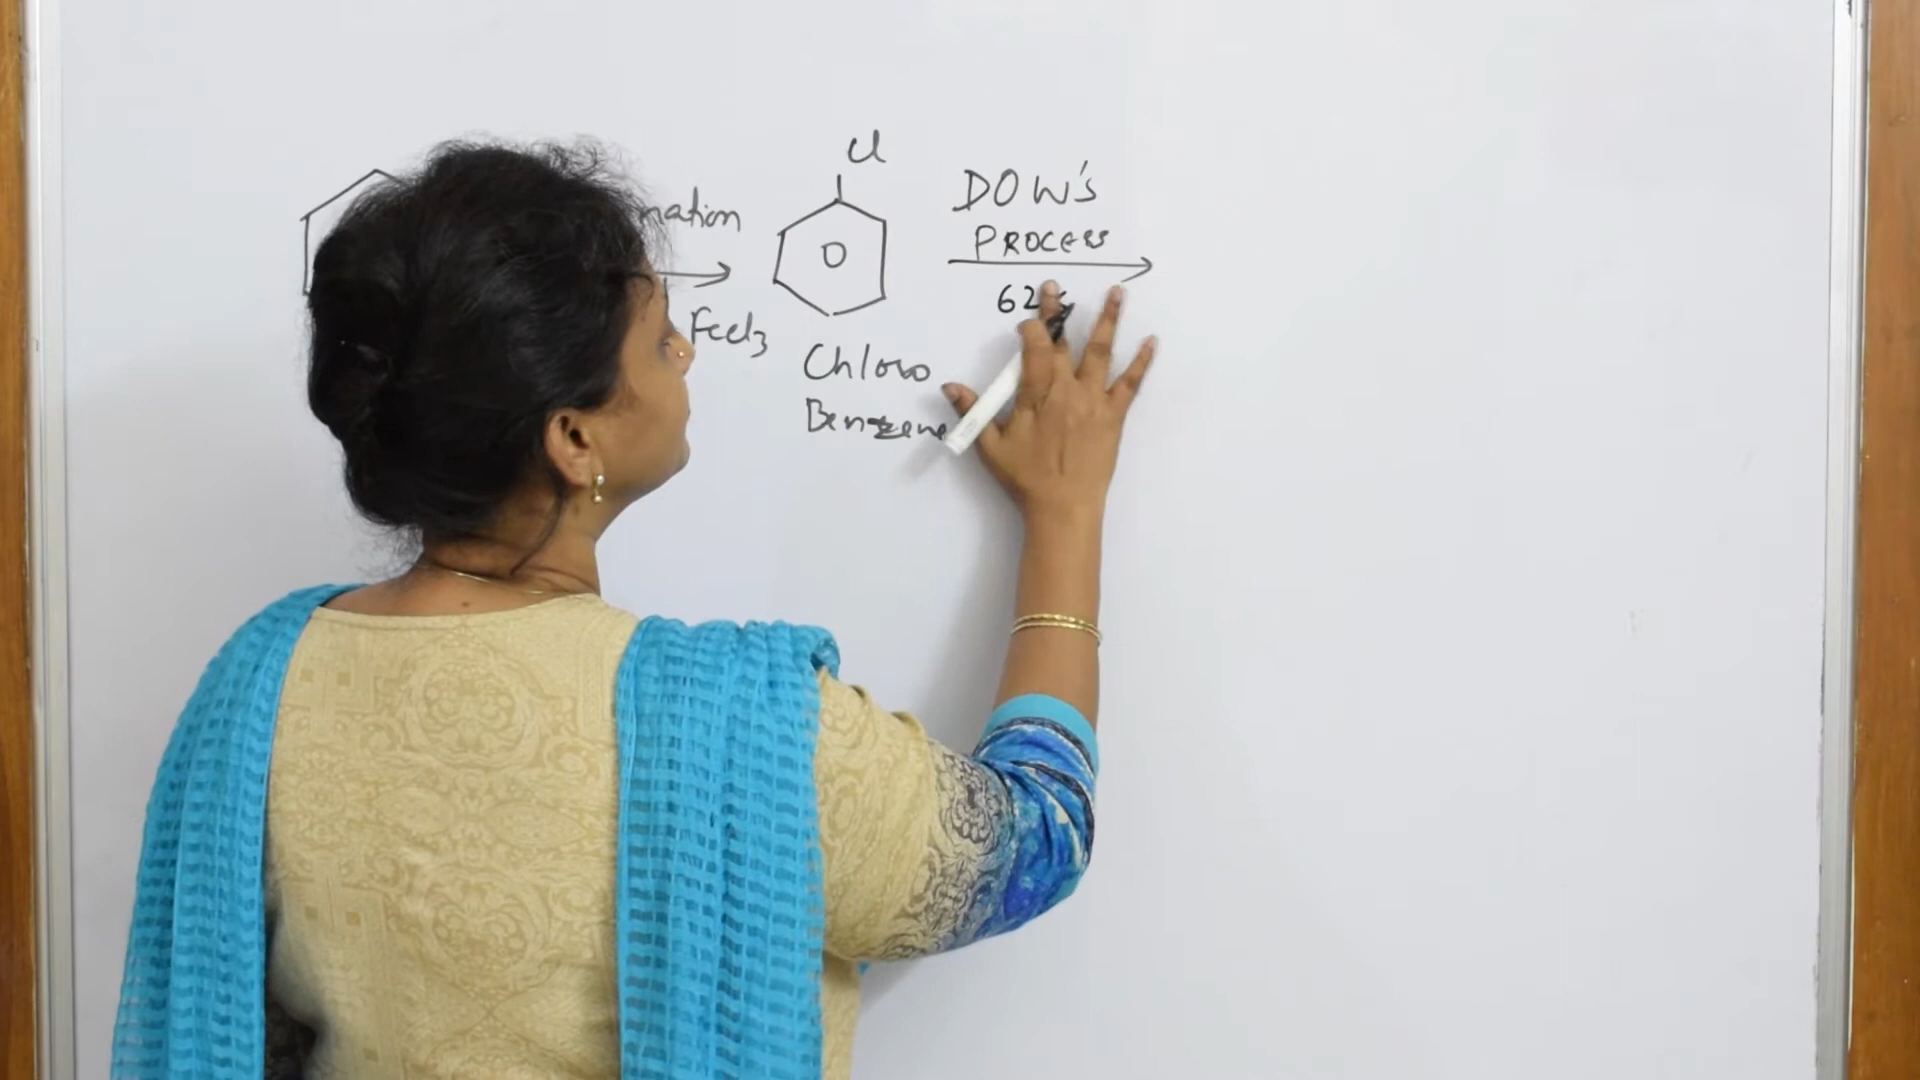 Cl
DOW'S
nation
PROCESS
O
62
FeCl3
Chloro
Benzene